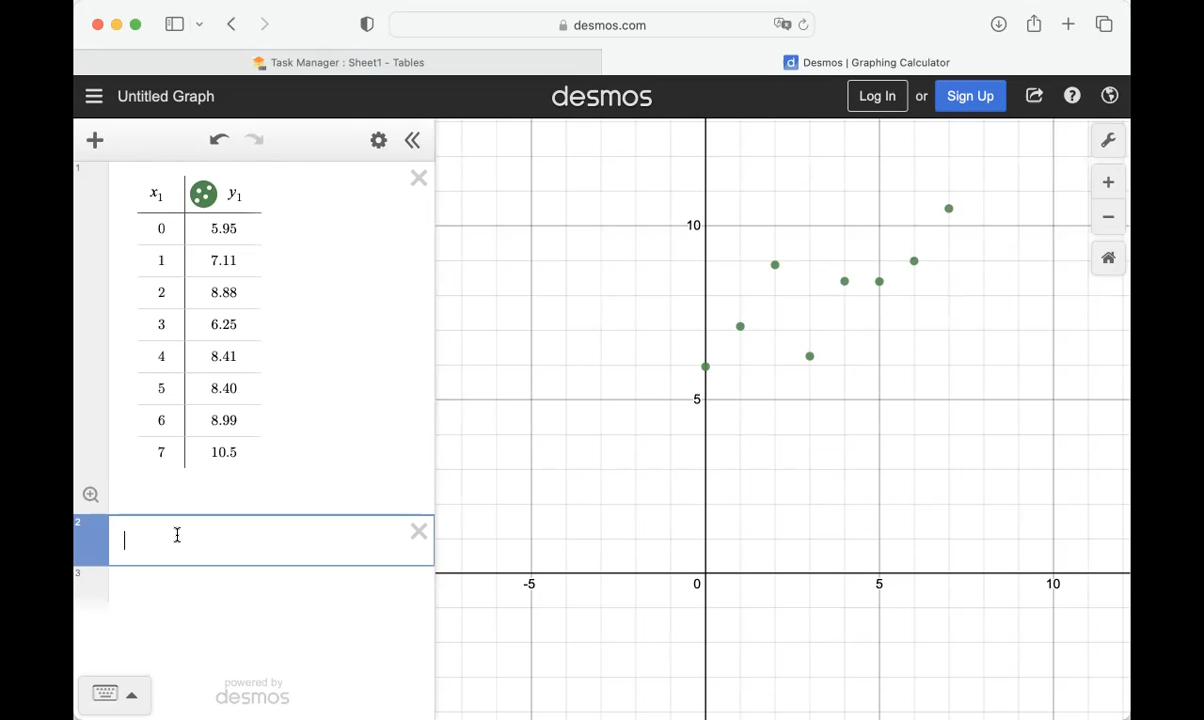 desmos.com
Task Manager : Sheet1 - Tables
d Desmos | Graphing Calculator
Untitled Graph
desmos
Log In or Sign Up
1
x₁ y₁
0 5.95
1 7.11
2 8.88
3 6.25
4 8.41
5 8.40
6 8.99
7 10.5
2
3
powered by
desmos
10
5
-5 0 5 10